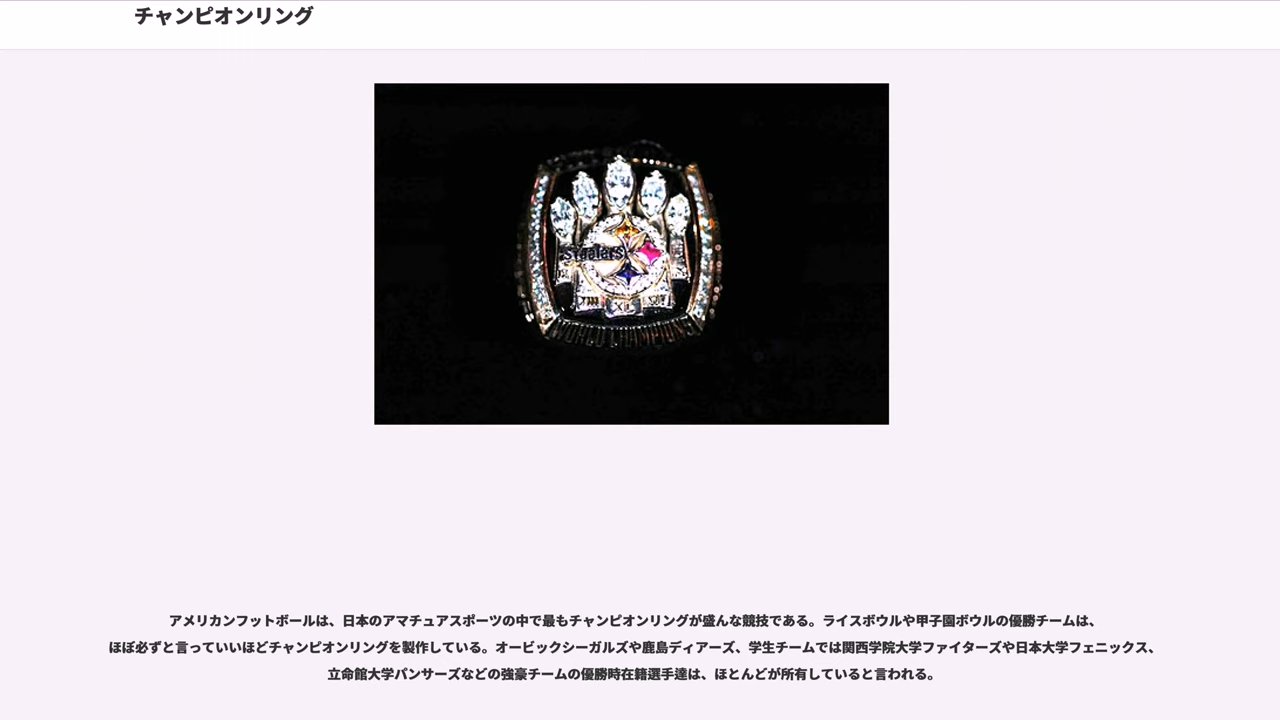 チャンピオンリング
Steelers
XL
アメリカンフットボールは、日本のアマチュアスポーツの中で最もチャンピオンリングが盛んな競技である。ライスボウルや甲子園ボウルの優勝チームは、
ほぼ必ずと言っていいほどチャンピオンリングを製作している。オービックシーガルズや鹿島ディアーズ、学生チームでは関西学院大学ファイターズや日本大学フェニックス、
立命館大学パンサーズなどの強豪チームの優勝時在籍選手達は、ほとんどが所有していると言われる。